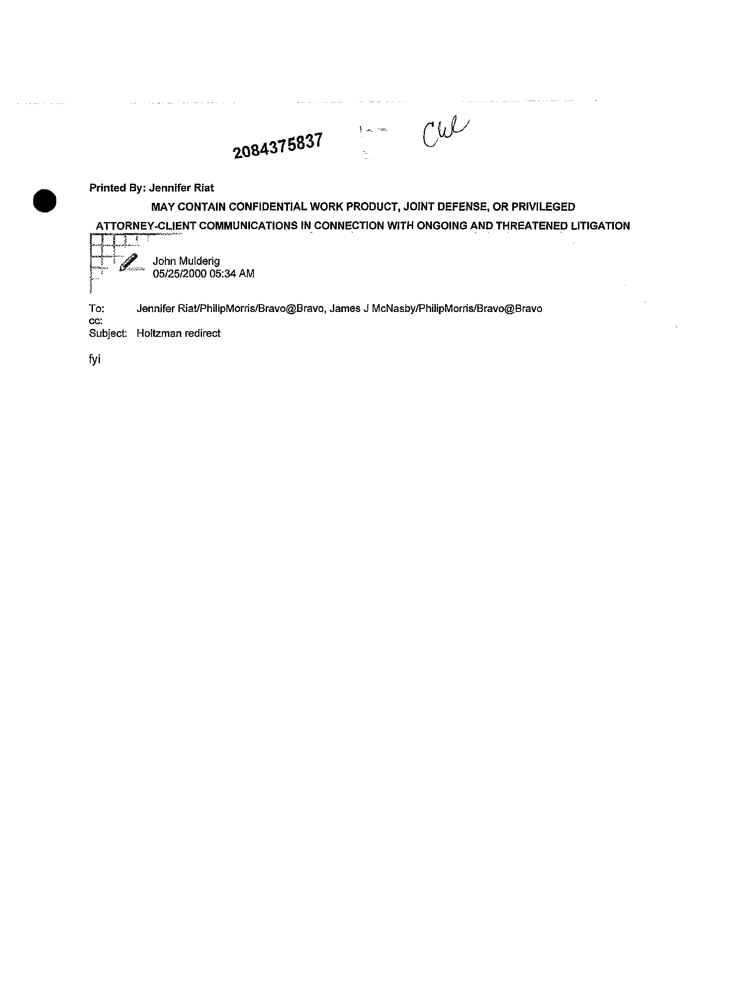 2084375837
Printed By: Jennifer Riat
MAY CONTAIN CONFIDENTIAL WORK PRODUCT, JOINT DEFENSE, OR PRIVILEGED
ATTORNEY-CLIENT COMMUNICATIONS IN CONNECTION WITH ONGOING AND THREATENED LITIGATION
John Mulderig
05/25/2000 05:34 AM
To: Jennifer Riat/PhilipMorris/Bravo@Bravo, James J McNasby/PhilipMorris/Bravo@Bravo
cc:
Subject: Holtzman redirect
fyi